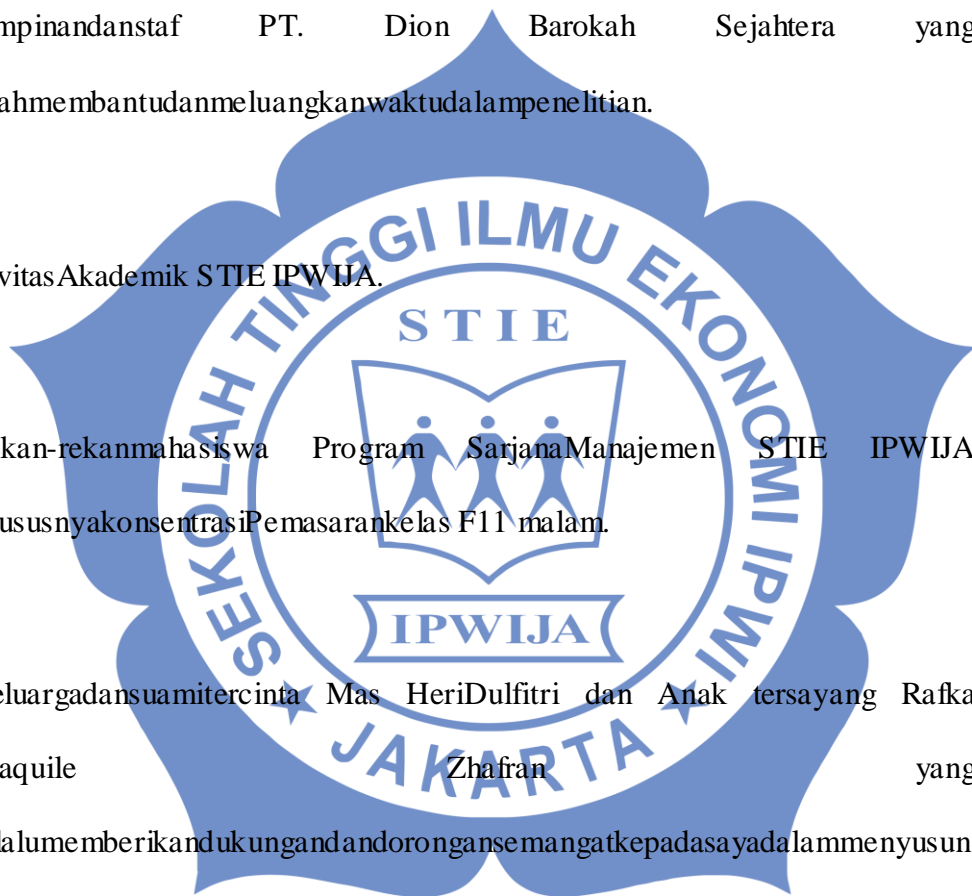 mpinandanstaf PT. Dion Barokah Sejahtera yang
ahmembantudanmeluangkanwaktudalampenelitian.
vitasAkademik STIE IPWIJA.
kan-rekanmahasiswa Program SarjanaManajemen STIE IPWIJA
ususnyakonsentrasiPemasarankelas F11 malam.
eluargadansuamitercinta Mas HeriDulfitri dan Anak tersayang Rafka
aquile Zhafran yang
lalumemberikandukungandandorongansemangatkepadasayadalammenyusun
SEKOLAH TINGGI ILMU EKONOMI IPWI
JAKARTA
STIE
IPWIJA